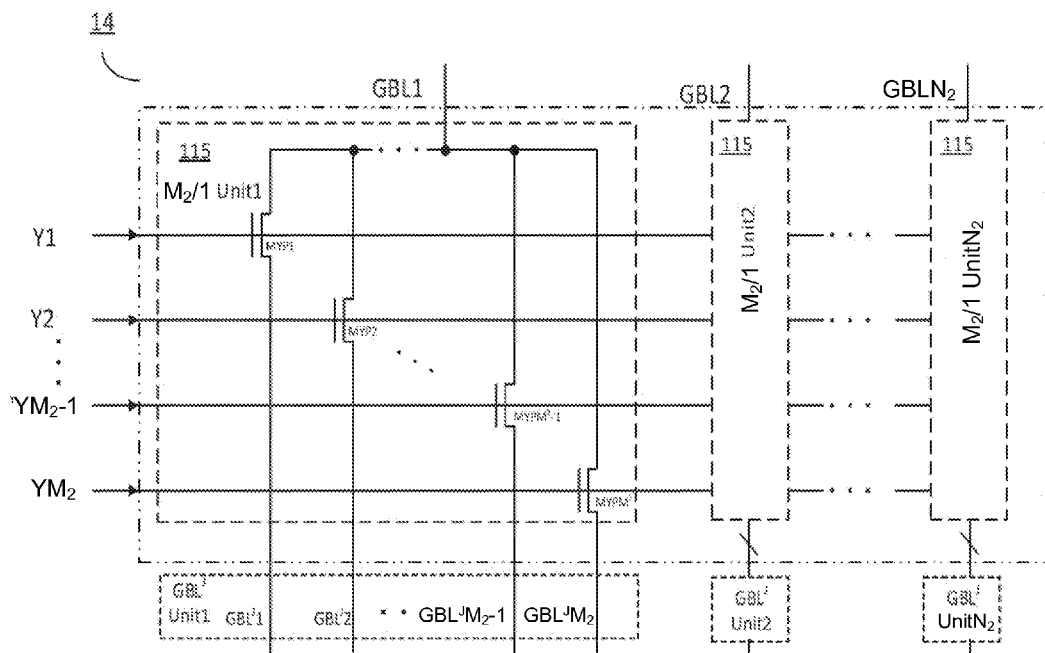 14
GBL1
GBL2
GBLN₂
115
115
115
M₂/1 Unit1
M₂/1 Unit2
M₂/1 UnitN₂
Y1
MYP1
Y2
MYP2
YM₂-1
YM₂
GBLᴶ
Unit1
GBLᴶ1
GBLᴶ2
GBLᴶM₂-1
GBLᴶM₂
GBLᴶ
Unit2
GBLᴶ
UnitN₂